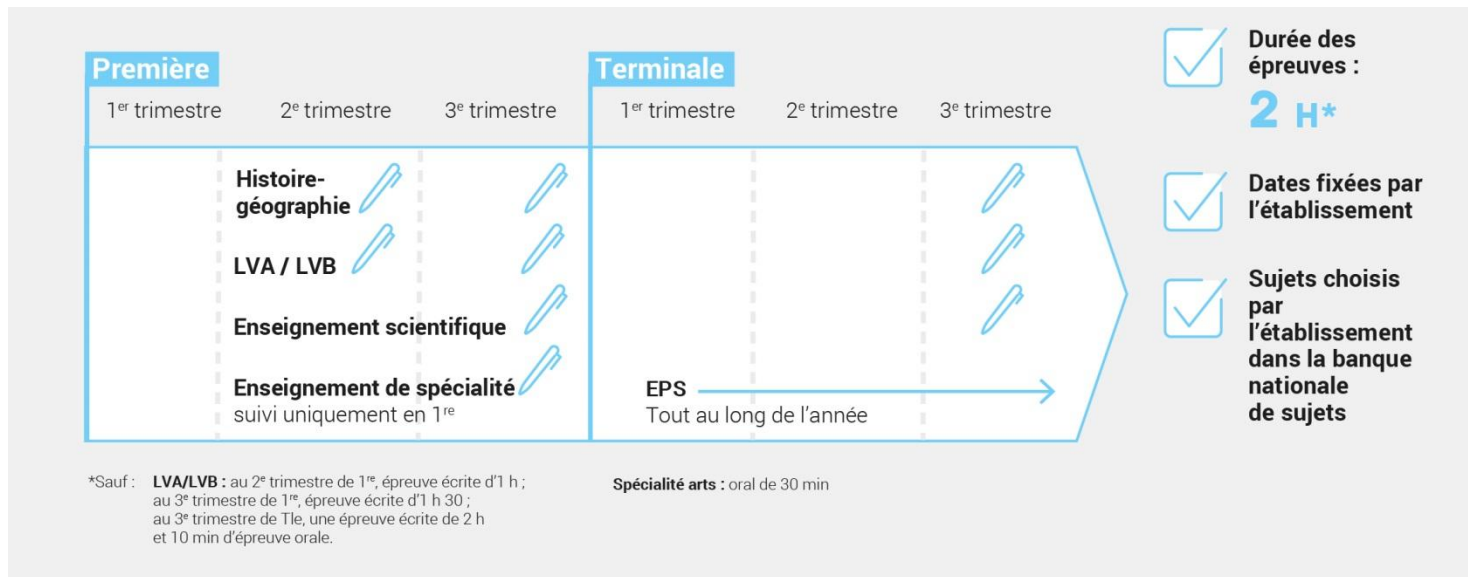 Première
1er trimestre 2e trimestre 3e trimestre
Terminale
1er trimestre 2e trimestre 3e trimestre
Histoire-
géographie
LVA / LVB
Enseignement scientifique
Enseignement de spécialité
suivi uniquement en 1re
EPS
Tout au long de l'année
Durée des
épreuves :
2 H*
Dates fixées par
l'établissement
Sujets choisis
par
l'établissement
dans la banque
nationale
de sujets
*Sauf : LVA/LVB : au 2e trimestre de 1re, épreuve écrite d'1 h ;
au 3e trimestre de 1re, épreuve écrite d'1 h 30 ;
au 3e trimestre de Tle, une épreuve écrite de 2 h
et 10 min d'épreuve orale.
Spécialité arts : oral de 30 min